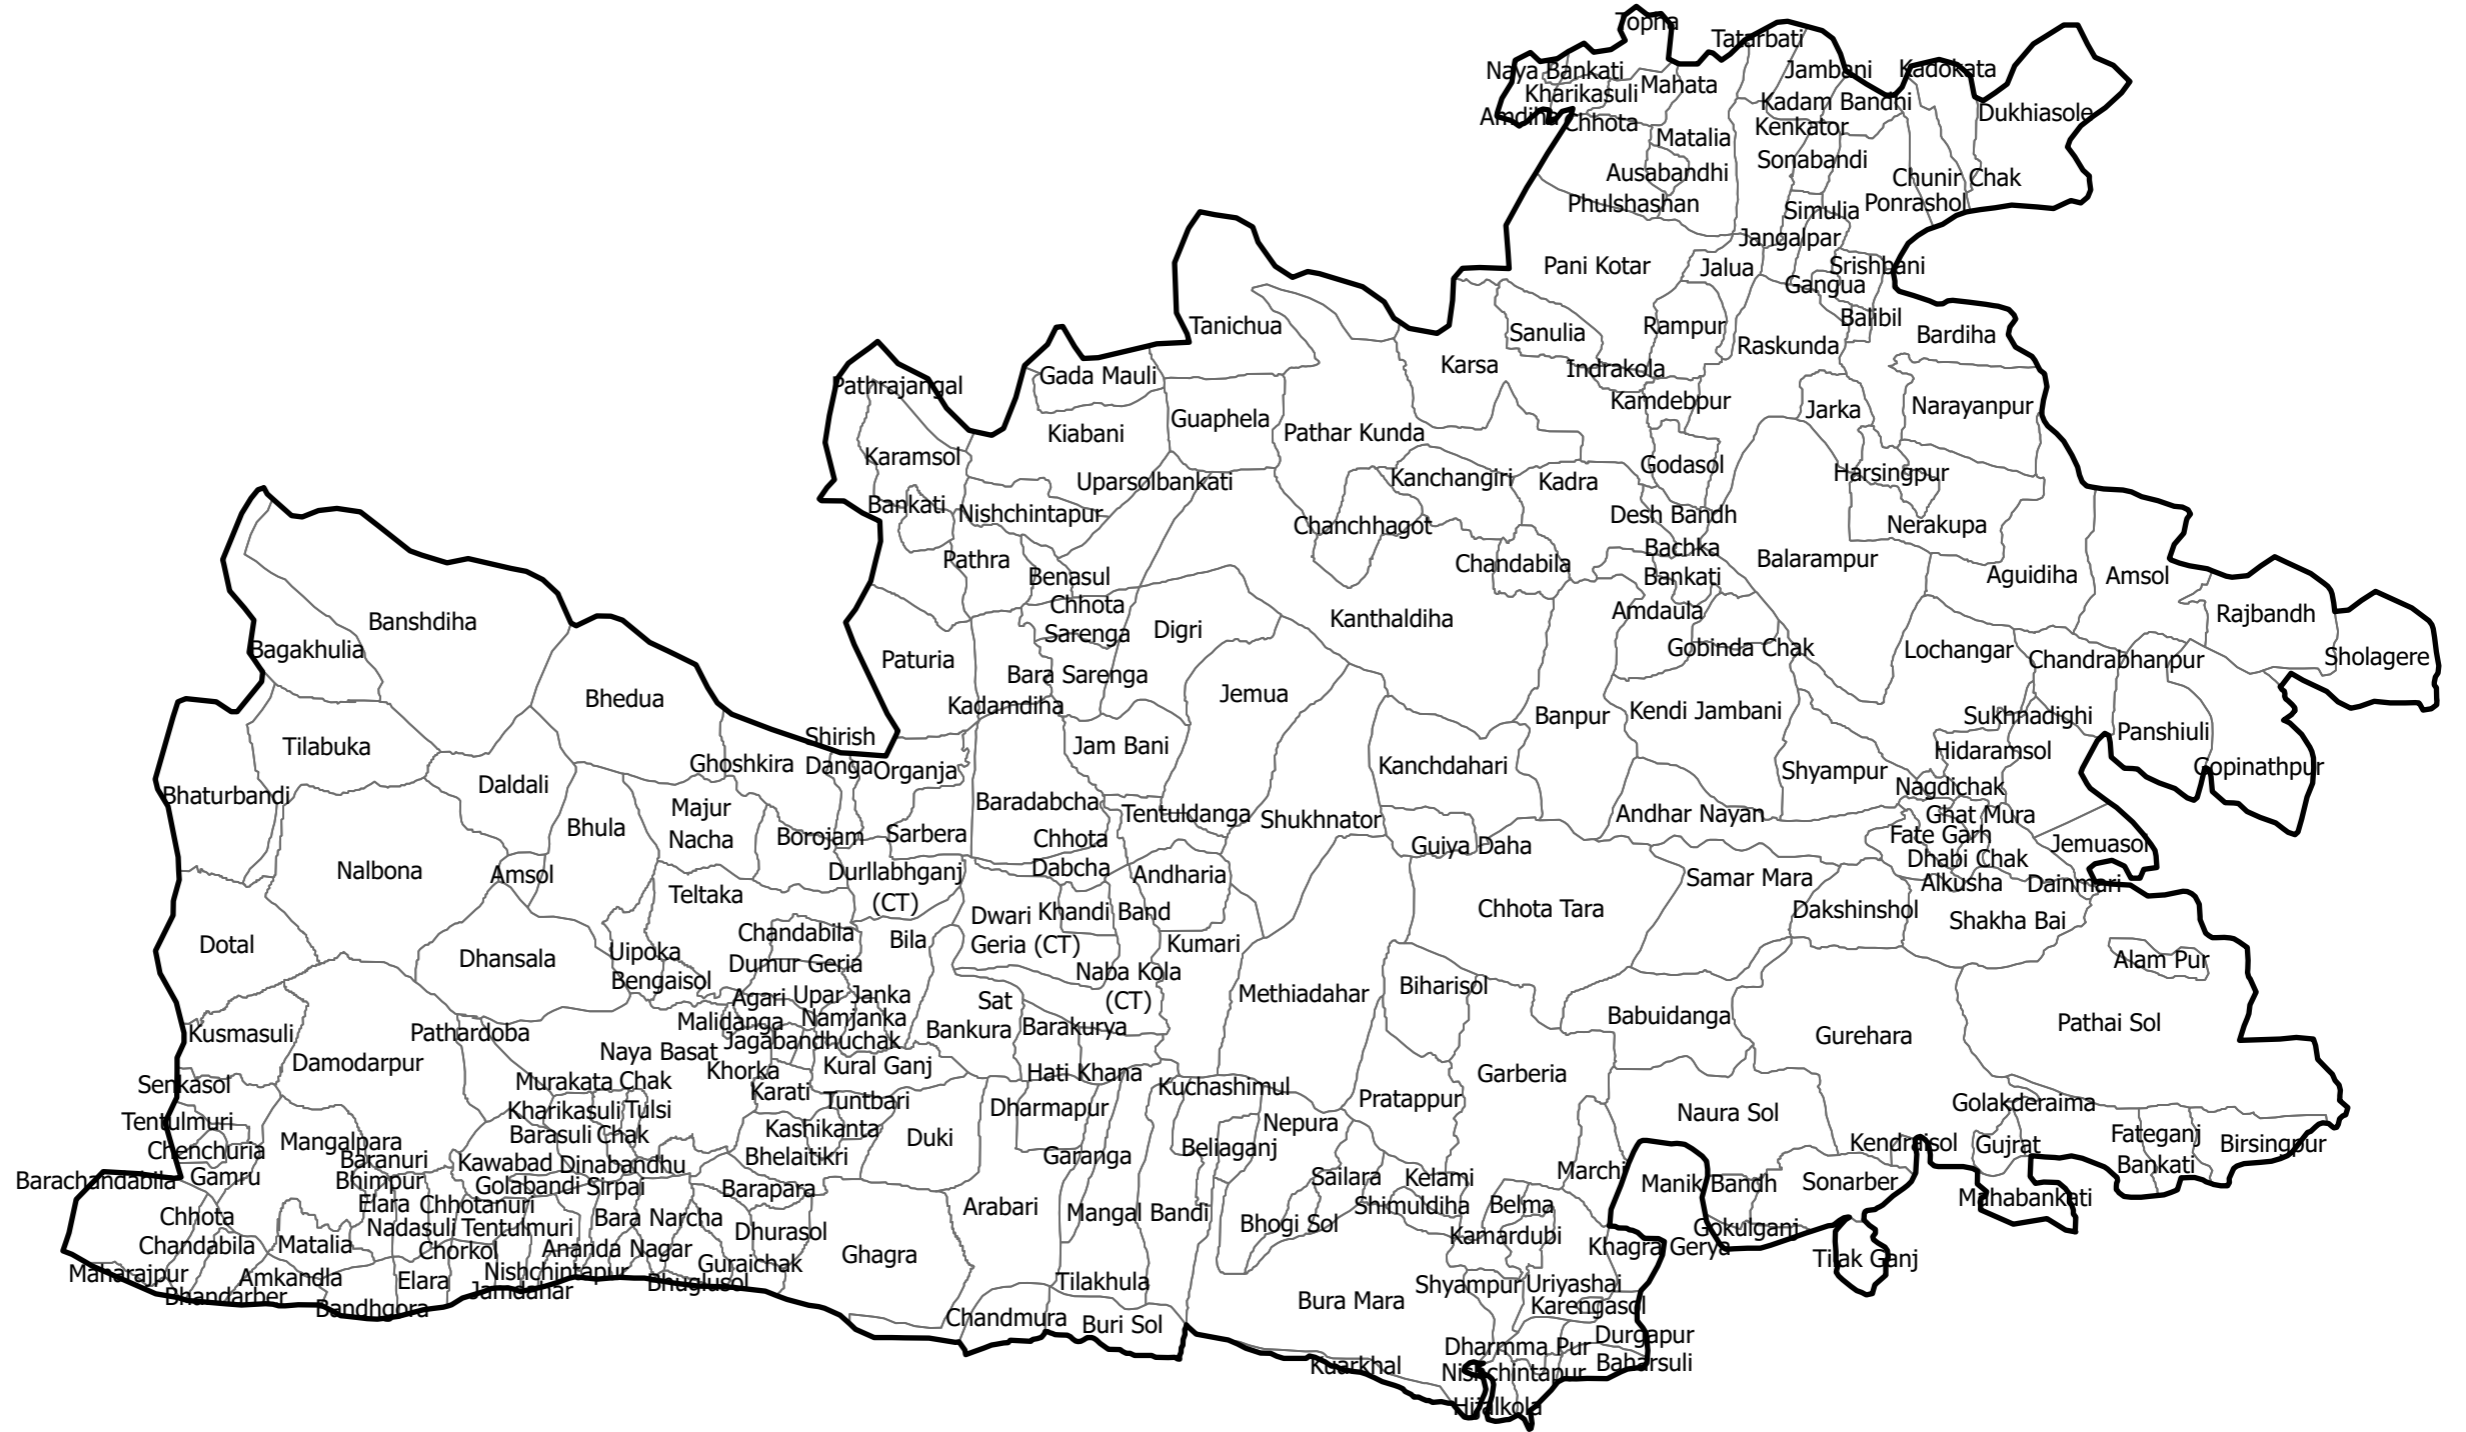 Topna
Tatarbati
Naya Bankati
Jambani
Kadokata
Mahata
Kharikasuli
Kadam Bandhi
Dukhiasole
Amdiha
Chhota
Kenkator
Matalia
Sonabandi
Ausabandhi
Chunir Chak
Phulshashan
Simulia
Ponrashol
Jangalpar
Pani Kotar
Jalua
Srishbani
Gangua
Tanichua
Sanulia
Rampur
Balibil
Raskunda
Bardiha
Karsa
Indrakola
Pathrajangal
Gada Mauli
Kamdebpur
Jarka
Narayanpur
Guaphela
Kiabani
Pathar Kunda
Karamsol
Godasol
Harsingpur
Uparsolbankati
Kanchangiri
Kadra
Bankati
Nishchintapur
Desh Bandh
Chanchhagot
Nerakupa
Pathra
Bachka
Bankati
Chandabila
Balarampur
Benasul
Aguidiha
Amsol
Chhota
Sarenga
Amdaula
Rajbandh
Banshdiha
Kanthaldiha
Digri
Bagakhulia
Gobinda Chak
Lochangar
Chandrabhanpur
Sholagere
Paturia
Bara Sarenga
Bhedua
Jemua
Kadamdiha
Banpur
Kendi Jambani
Sukhnadighi
Panshiuli
Shirish
Danga
Tilabuka
Jam Bani
Hidaramsol
Ghoshkira
Organja
Kanchdahari
Shyampur
Gopinathpur
Daldali
Nagdichak
Bhaturbandi
Majur
Nacha
Baradabcha
Tentuldanga
Shukhnator
Andhar Nayan
Ghat Mura
Bhula
Borojam
Sarbera
Chhota
Dabcha
Guiya Daha
Fate Garh
Jemuasol
Dhabi Chak
Nalbona
Amsol
Durllabhganj
(CT)
Andharia
Samar Mara
Alkusha
Dainmari
Teltaka
Dwari
Geria (CT)
Khandi Band
Chhota Tara
Dakshinshol
Shakha Bai
Chandabila
Bila
Dotal
Dhansala
Uipoka
Bengaisol
Kumari
Alam Pur
Dumur Geria
Naba Kola
(CT)
Biharisol
Methiadahar
Agari
Upar Janka
Sat
Bankura
Barakurya
Babuidanga
Pathai Sol
Malidanga
Namjanka
Jagabandhuchak
Kusmasuli
Pathardoba
Gurehara
Naya Basat
Damodarpur
Khorka
Kural Ganj
Hati Khana
Garberia
Senkasol
Murakata Chak
Karati
Tuntbari
Kuchashimul
Pratappur
Golakderaima
Kharikasuli
Tulsi
Chak
Dharmapur
Naura Sol
Tentulmuri
Barasuli
Kashikanta
Nepura
Fateganj
Mangalpara
Duki
Beliaganj
Kendraisol
Gujrat
Birsingpur
Chenchuria
Baranuri
Kawabad
Dinabandhu
Bhelaitikri
Garanga
Bankati
Barachandabila
Gamru
Bhimpur
Golabandi
Sirpai
Barapara
Sailara
Kelami
Marchi
Manik Bandh
Sonarber
Elara
Chhotanuri
Arabari
Shimuldiha
Belma
Mahabankati
Chhota
Chandabila
Nadasuli
Tentulmuri
Bara Narcha
Mangal Bandi
Bhogi Sol
Dhurasol
Kamardubi
Gokulganj
Matalia
Chorkol
Ananda Nagar
Ghagra
Khagra Gerya
Tilak Ganj
Guraichak
Maharajpur
Amkandla
Elara
Nishchintapur
Bhuglusol
Tilakhula
Shyampur
Uriyashai
Bhandarber
Jamdahar
Bura Mara
Karengasol
Bandhgora
Chandmura
Buri Sol
Durgapur
Dharmma Pur
Kuarkhal
Nishchintapur
Baharsuli
Hijalkola